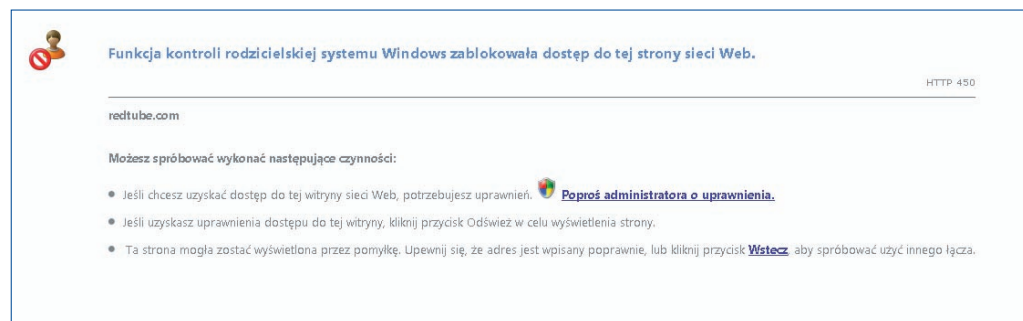 Funkcja kontroli rodzicielskiej systemu Windows zablokowała dostęp do tej strony sieci Web.
HTTP 450
redtube.com
Możesz spróbować wykonać następujące czynności:
• Jeśli chcesz uzyskać dostęp do tej witryny sieci Web, potrzebujesz uprawnień. Poproś administratora o uprawnienia.
• Jeśli uzyskasz uprawnienia dostępu do tej witryny, kliknij przycisk Odśwież w celu wyświetlenia strony.
• Ta strona mogła zostać wyświetlona przez pomyłkę. Upewnij się, że adres jest wpisany poprawnie, lub kliknij przycisk Wstecz, aby spróbować użyć innego łącza.